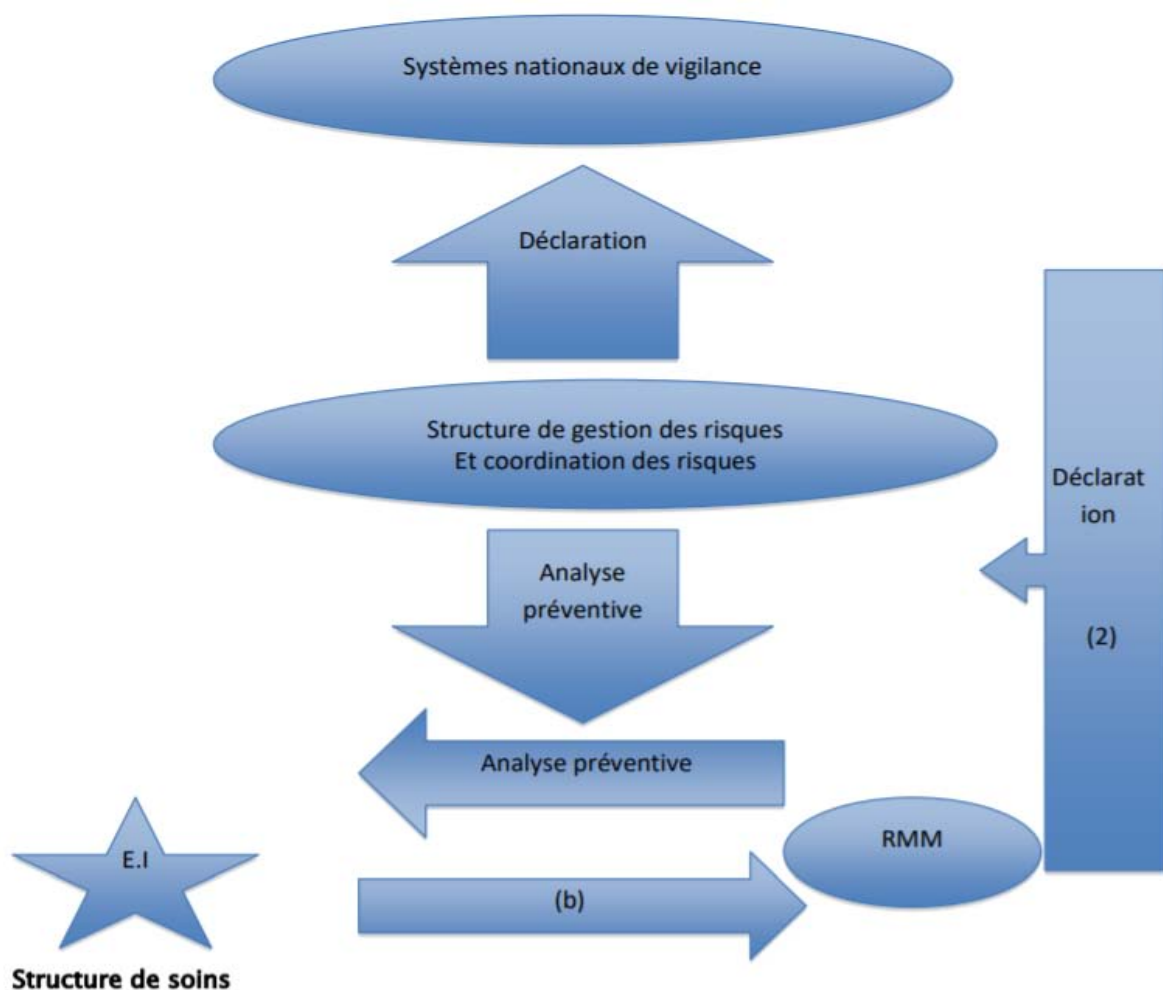 Systèmes nationaux de vigilance
Déclaration
Structure de gestion des risques
Et coordination des risques
Déclarat
ion
(2)
Analyse
préventive
Analyse préventive
RMM
E.I
(b)
Structure de soins